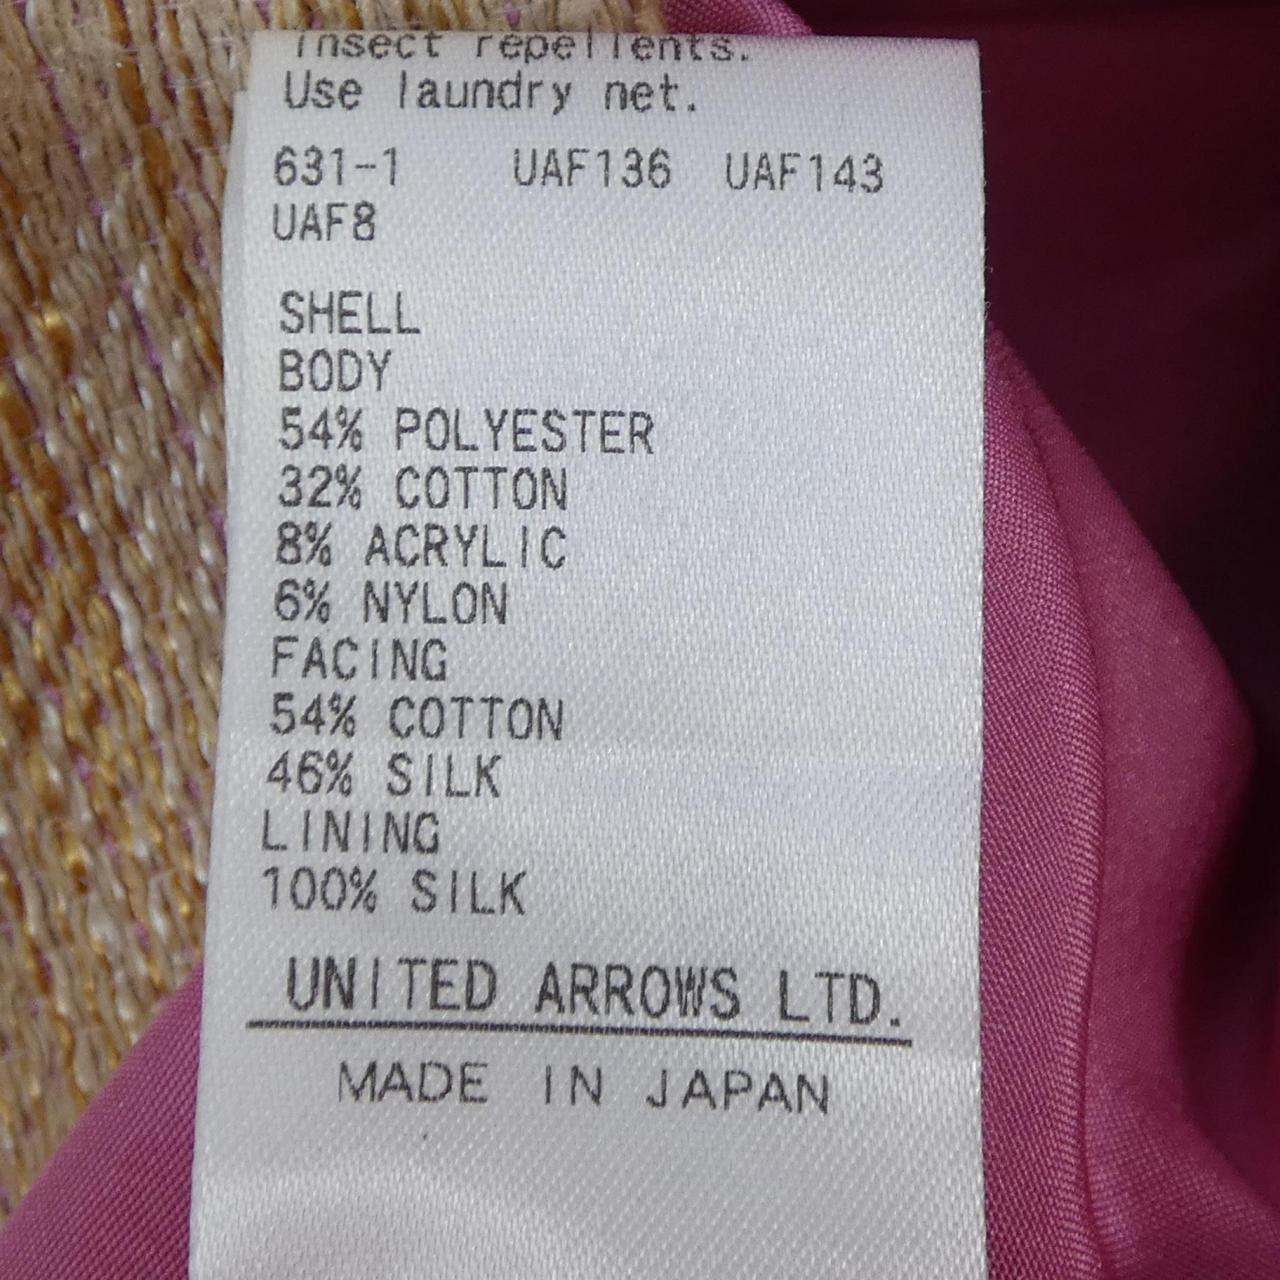 insect repellents.
Use laundry net.
631-1 UAF136 UAF143
UAF8
SHELL
BODY
54% POLYESTER
32% COTTON
8% ACRYLIC
6% NYLON
FACING
54% COTTON
46% SILK
LINING
100% SILK
UNITED ARROWS LTD.
MADE IN JAPAN